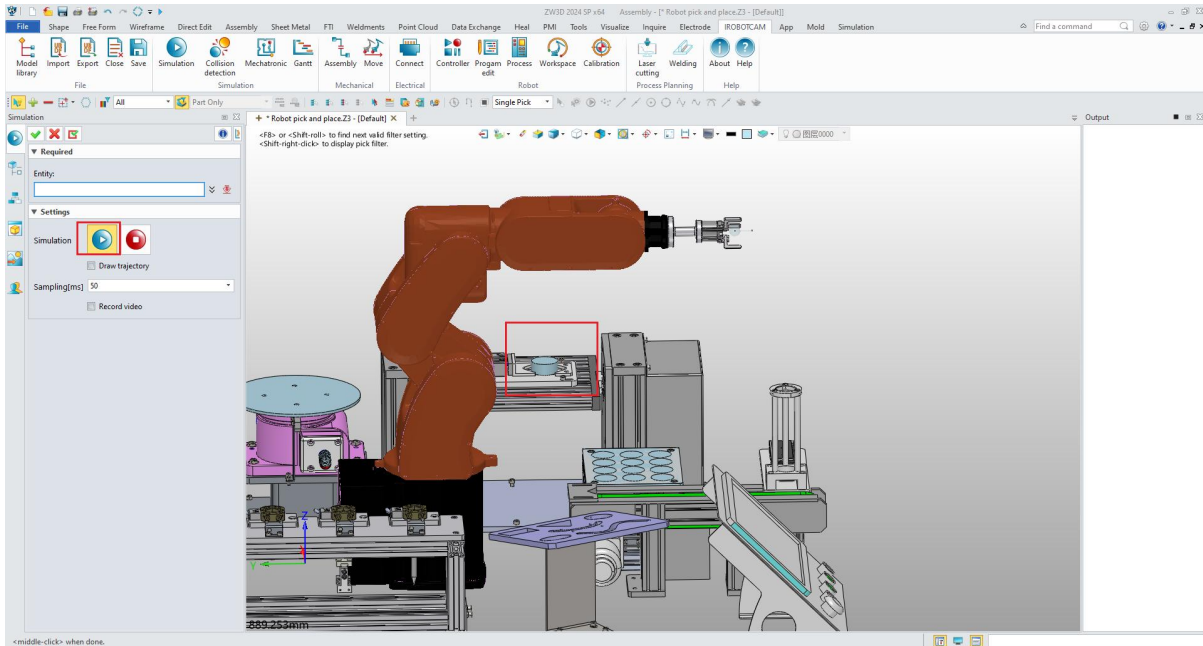 ZW3D 2024 SP x64 Assembly - [* Robot pick and place.Z3 - [Default]]
File Shape Free Form Wireframe Direct Edit Assembly Sheet Metal FTI Weldments Point Cloud Data Exchange Heal PMI Tools Visualize Inquire Electrode IROBOTCAM App Mold Simulation Find a command
Model library Import Export Close Save Simulation Collision detection Mechatronic Gantt Assembly Move Connect Controller Progam edit Process Workspace Calibration Laser cutting Welding About Help
File Simulation Mechanical Electrical Robot Process Planning Help
All Part Only Single Pick
Simulation
* Robot pick and place.Z3 - [Default]
Output
<F8> or <Shift-roll> to find next valid filter setting.
<Shift-right-click> to display pick filter.
图层0000
Required
Entity:
Settings
Simulation
Draw trajectory
Sampling[ms] 50
Record video
Z
X
Y
889.253mm
<middle-click> when done.